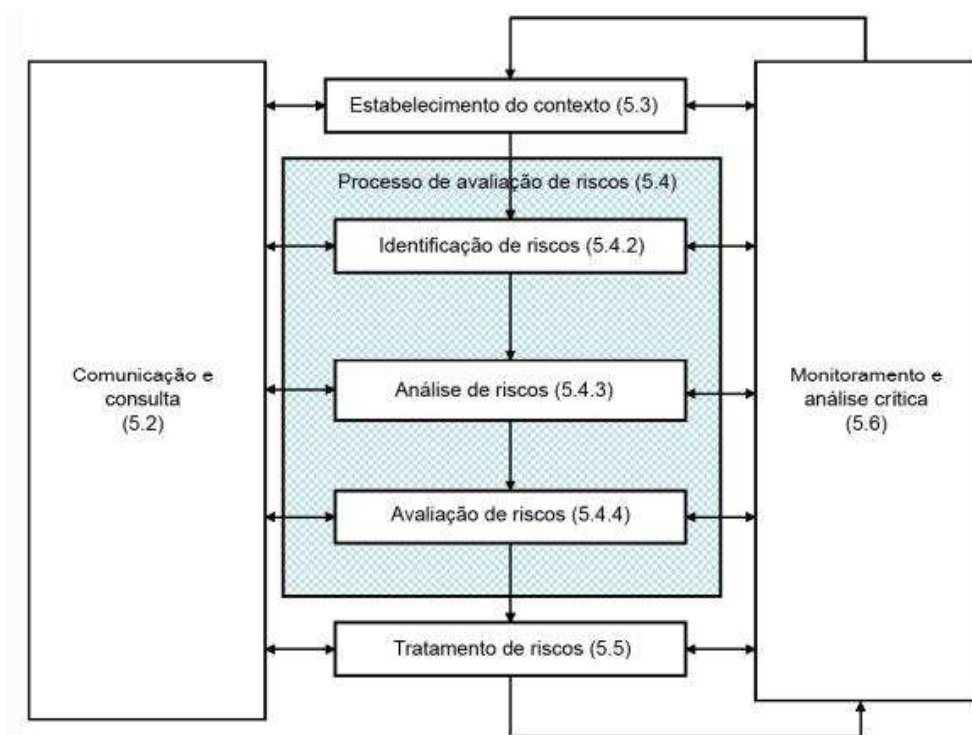 Estabelecimento do contexto (5.3)
Processo de avaliação de riscos (5.4)
Identificação de riscos (5.4.2)
Comunicação e
consulta
(5.2)
Análise de riscos (5.4.3)
Monitoramento e
análise crítica
(5.6)
Avaliação de riscos (5.4.4)
Tratamento de riscos (5.5)